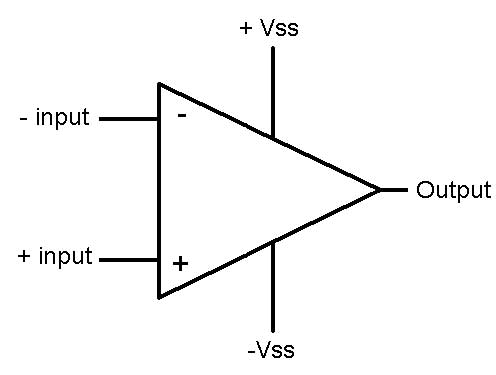 + Vss
- input
-
Output
+ input
+
-Vss